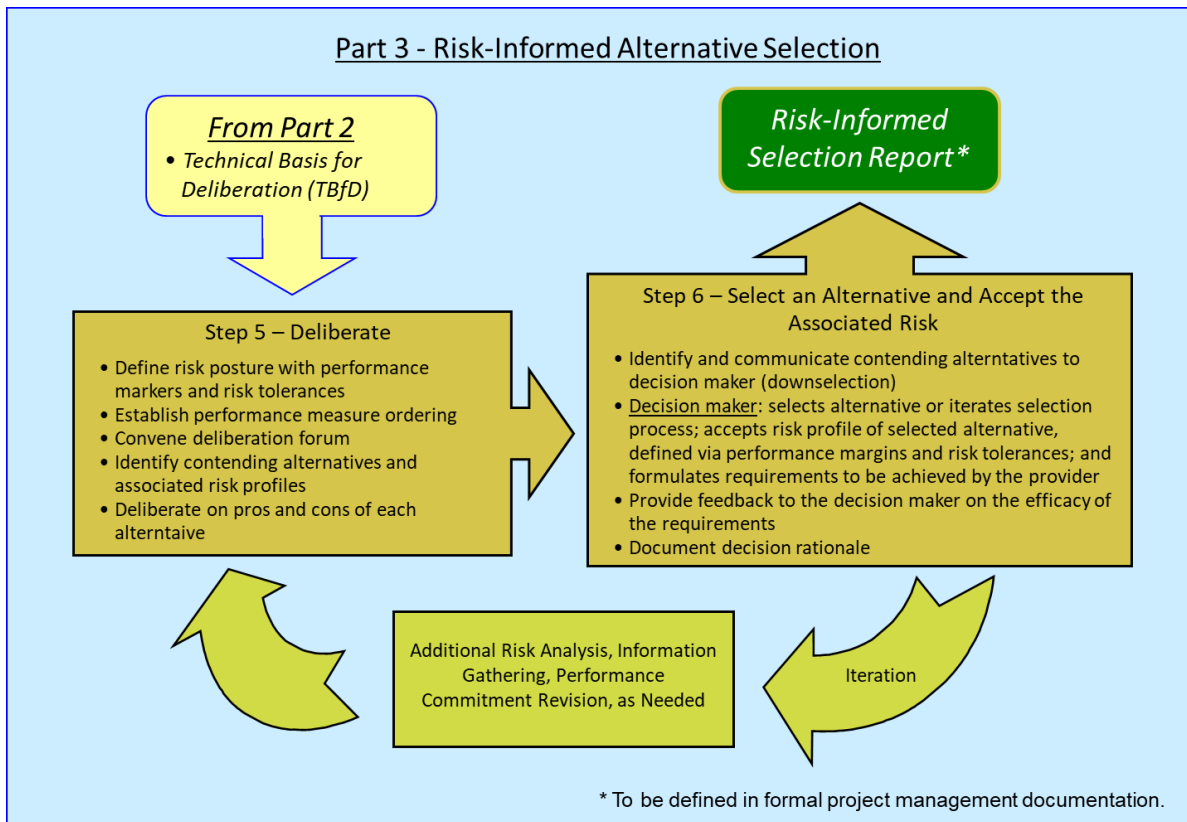 Part 3 - Risk-Informed Alternative Selection
From Part 2
• Technical Basis for
Deliberation (TBfD)
Risk-Informed
Selection Report*
Step 5 – Deliberate
• Define risk posture with performance
markers and risk tolerances
• Establish performance measure ordering
• Convene deliberation forum
• Identify contending alternatives and
associated risk profiles
• Deliberate on pros and cons of each
alterntaive
Step 6 – Select an Alternative and Accept the
Associated Risk
• Identify and communicate contending alterntatives to
decision maker (downselection)
• Decision maker: selects alternative or iterates selection
process; accepts risk profile of selected alternative,
defined via performance margins and risk tolerances; and
formulates requirements to be achieved by the provider
• Provide feedback to the decision maker on the efficacy of
the requirements
• Document decision rationale
Additional Risk Analysis, Information
Gathering, Performance
Commitment Revision, as Needed
Iteration
* To be defined in formal project management documentation.